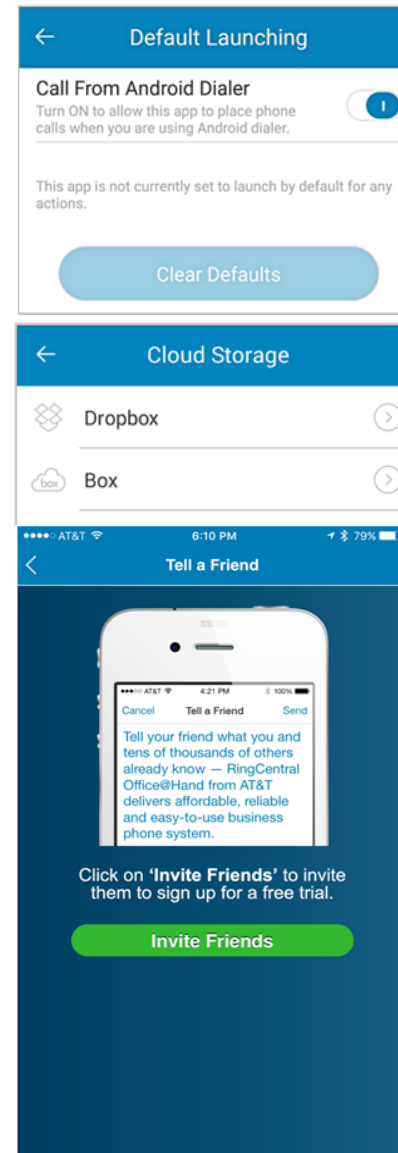 Default Launching
Call From Android Dialer
Turn ON to allow this app to place phone
calls when you are using Android dialer.
This app is not currently set to launch by default for any
actions.
Clear Defaults
Cloud Storage
Dropbox
box
Box
AT&T 6:10 PM 79%
Tell a Friend
AT&T 4:21 PM 100%
Cancel Tell a Friend Send
Tell your friend what you and
tens of thousands of others
already know — RingCentral
Office@Hand from AT&T
delivers affordable, reliable
and easy-to-use business
phone system.
Click on ‘Invite Friends’ to invite
them to sign up for a free trial.
Invite Friends